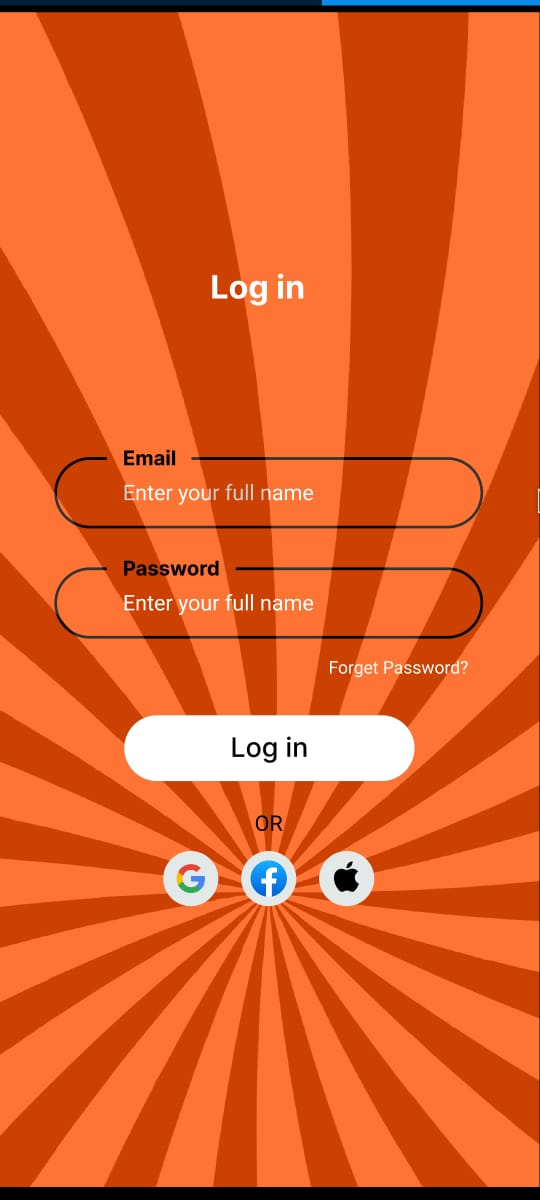 Log in
Email
Enter your full name
Password
Enter your full name
Forget Password?
Log in
OR